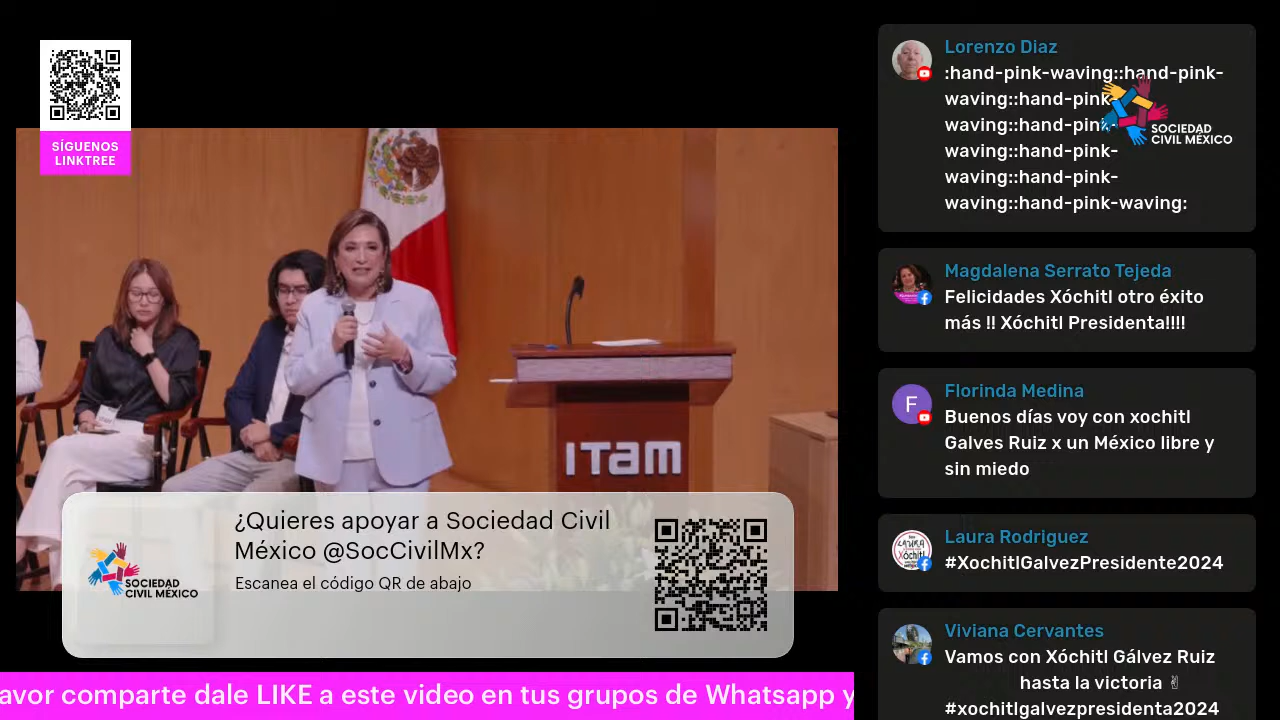 SÍGUENOS
LINKTREE
ITAM
¿Quieres apoyar a Sociedad Civil
México @SocCivilMx?
Escanea el código QR de abajo
SOCIEDAD
CIVIL MÉXICO
avor comparte dale LIKE a este video en tus grupos de Whatsapp y
Lorenzo Diaz
:hand-pink-waving::hand-pink-
waving::hand-pink-
waving::hand-pink-
waving::hand-pink-
waving::hand-pink-
waving::hand-pink-waving:
SOCIEDAD
CIVIL MÉXICO
Magdalena Serrato Tejeda
Felicidades Xóchitl otro éxito
más !! Xóchitl Presidenta!!!!
F
Florinda Medina
Buenos días voy con xochitl
Galves Ruiz x un México libre y
sin miedo
Laura Rodriguez
#XochitlGalvezPresidente2024
Viviana Cervantes
Vamos con Xóchitl Gálvez Ruiz
hasta la victoria ✌
#xochitlgalvezpresidenta2024